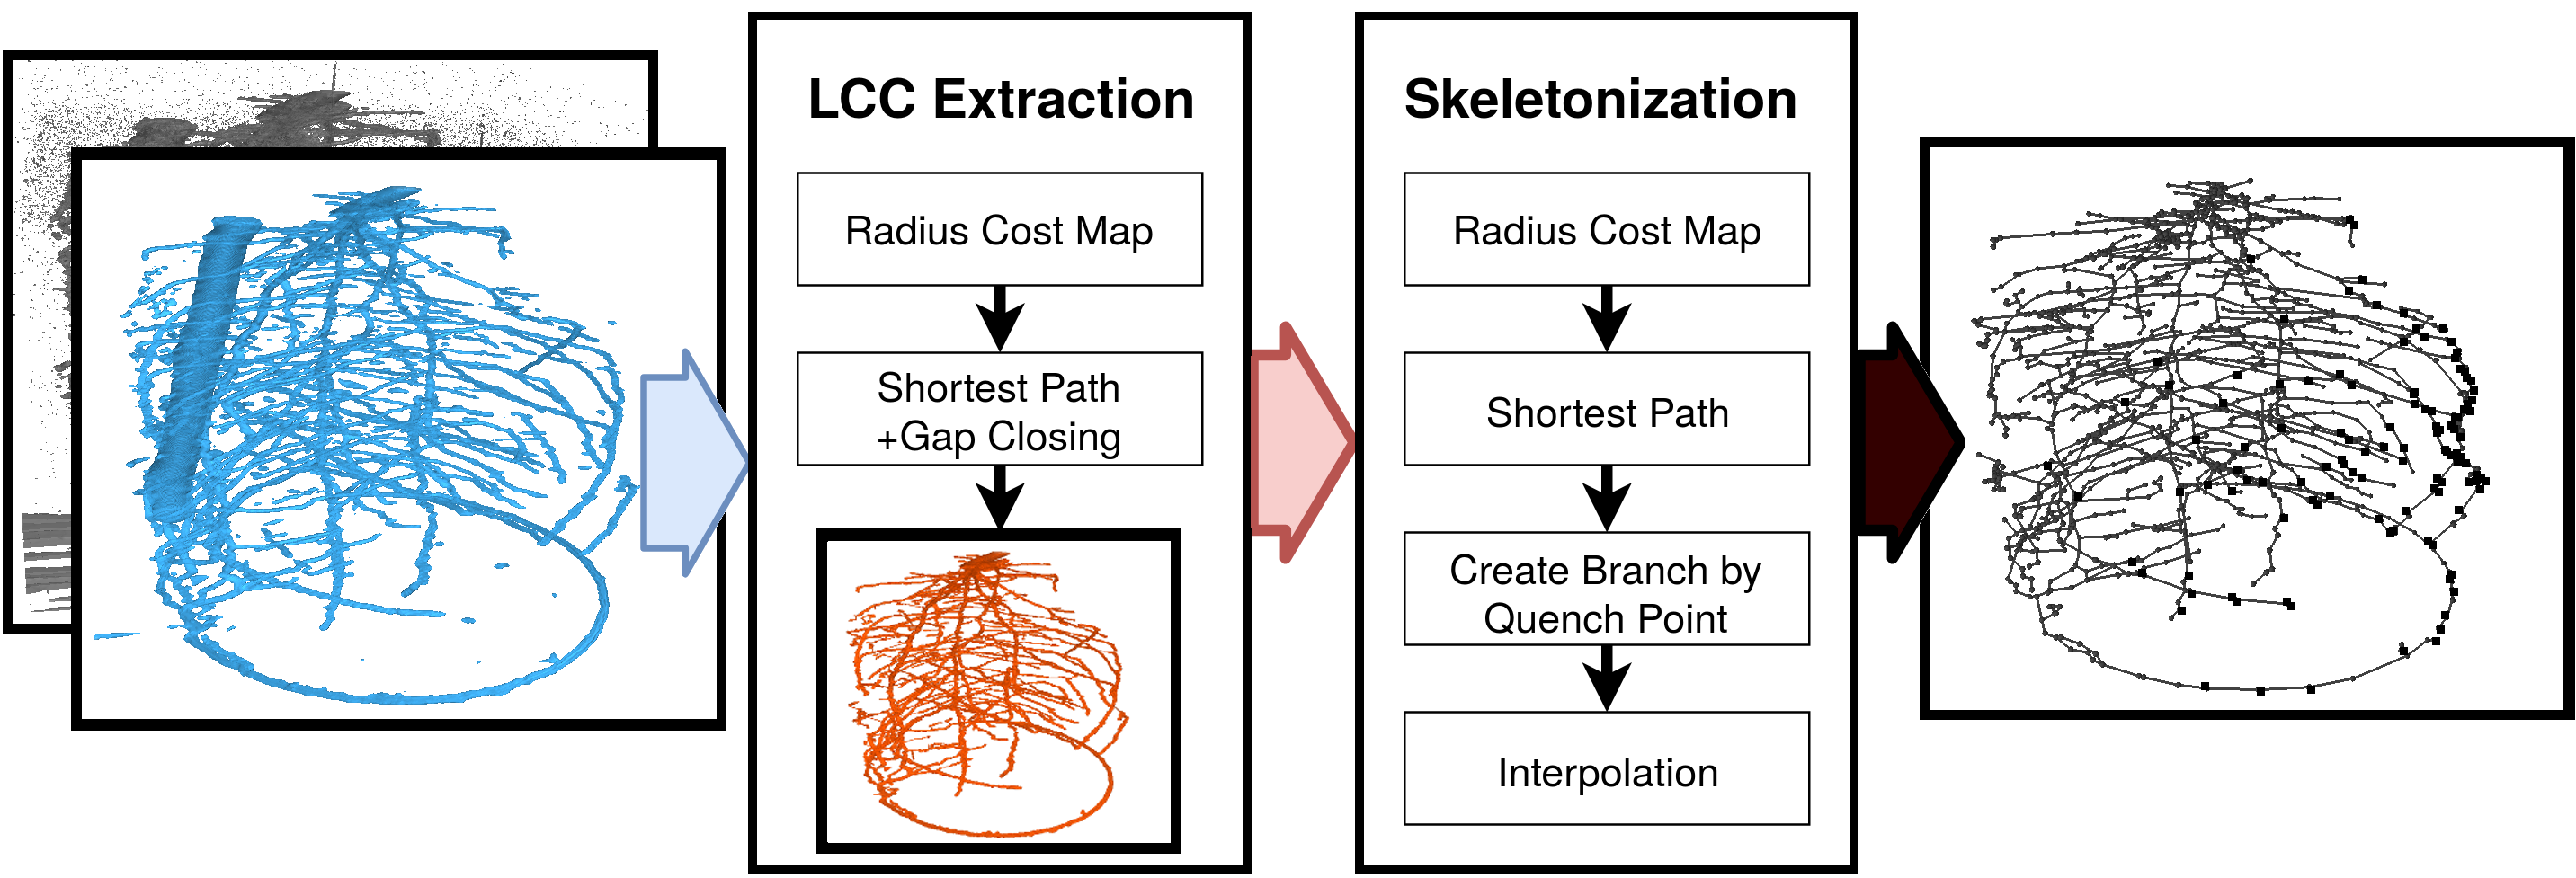 LCC Extraction
Radius Cost Map
Shortest Path
+Gap Closing
Skeletonization
Radius Cost Map
Shortest Path
Create Branch by
Quench Point
Interpolation